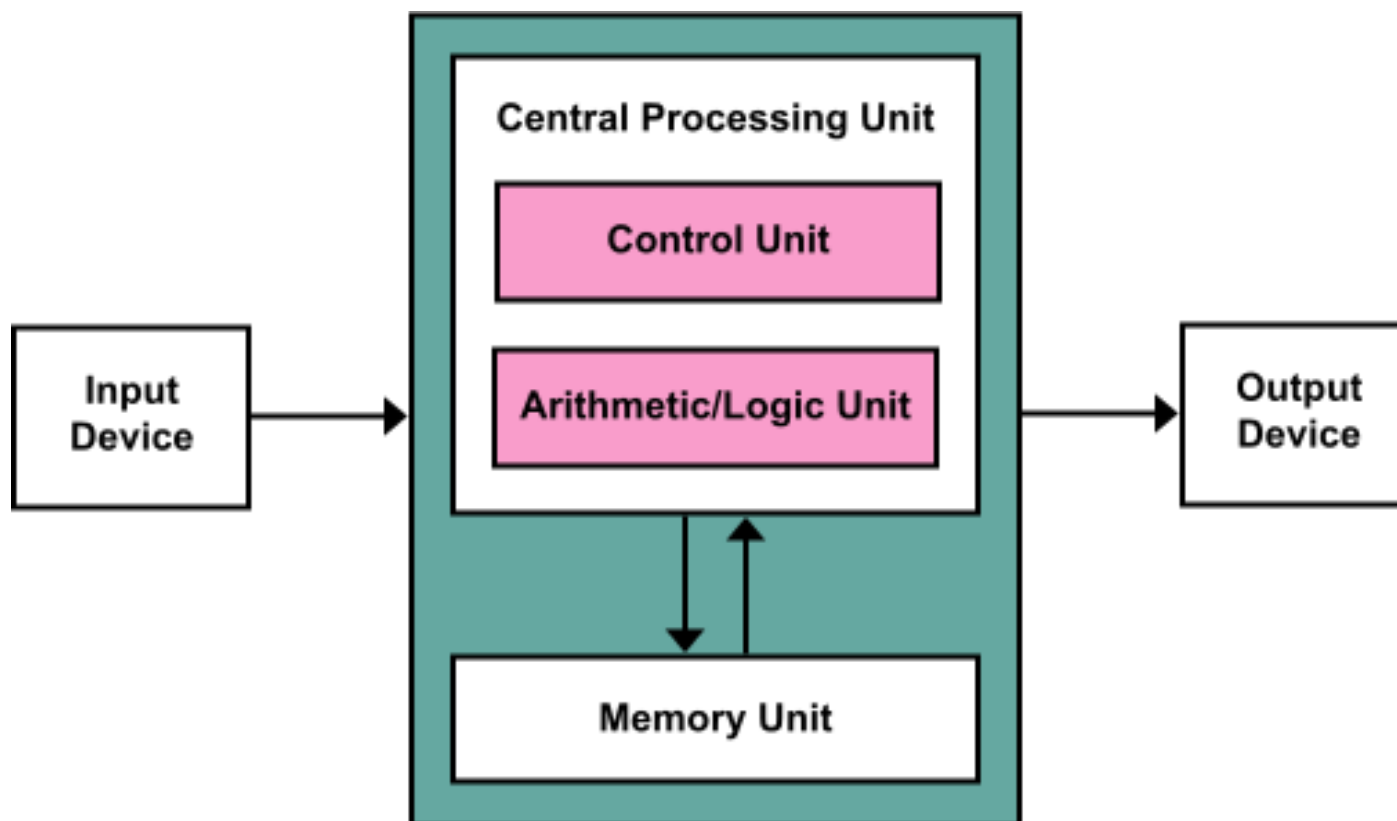 Central Processing Unit
Control Unit
Arithmetic/Logic Unit
Input
Device
Output
Device
Memory Unit